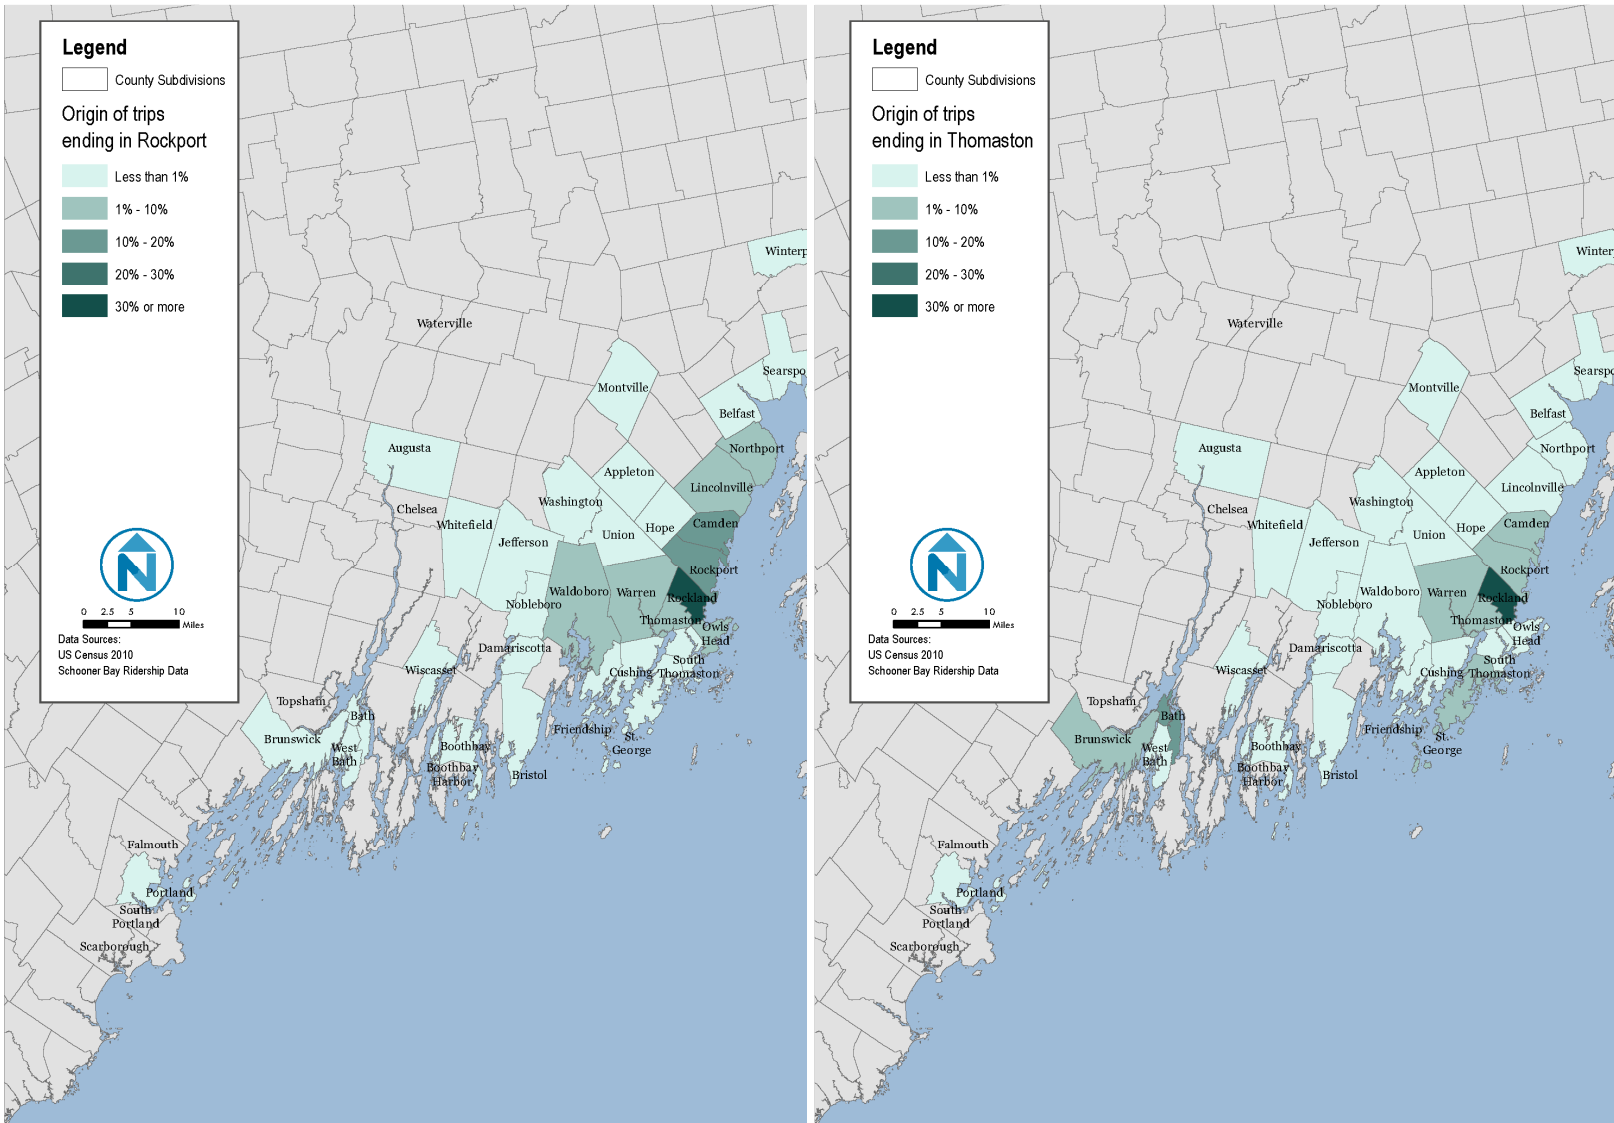 Legend
County Subdivisions
Origin of trips
ending in Rockport
Less than 1%
1% - 10%
10% - 20%
20% - 30%
30% or more
N
0 2.5 5 10
Miles
Data Sources:
US Census 2010
Schooner Bay Ridership Data
Winterp
Waterville
Searspo
Montville
Belfast
Augusta
Northport
Appleton
Lincolnville
Washington
Chelsea
Whitefield
Camden
Hope
Union
Jefferson
Rockport
Waldoboro
Warren
Rockland
Nobleboro
Thomaston
Owls
Head
Damariscotta
South
Thomaston
Wiscasset
Cushing
Topsham
Bath
Friendship
St.
George
Brunswick
West
Bath
Boothbay
Boothbay
Harbor
Bristol
Falmouth
Portland
South
Portland
Scarborough
Legend
County Subdivisions
Origin of trips
ending in Thomaston
Less than 1%
1% - 10%
10% - 20%
20% - 30%
30% or more
N
0 2.5 5 10
Miles
Data Sources:
US Census 2010
Schooner Bay Ridership Data
Winter
Waterville
Searspo
Montville
Belfast
Augusta
Northport
Appleton
Lincolnville
Washington
Chelsea
Whitefield
Camden
Hope
Union
Jefferson
Rockport
Waldoboro
Warren
Rockland
Nobleboro
Thomaston
Owls
Head
Damariscotta
South
Thomaston
Wiscasset
Cushing
Topsham
Bath
Friendship
St.
George
Brunswick
West
Bath
Boothbay
Boothbay
Harbor
Bristol
Falmouth
Portland
South
Portland
Scarborough